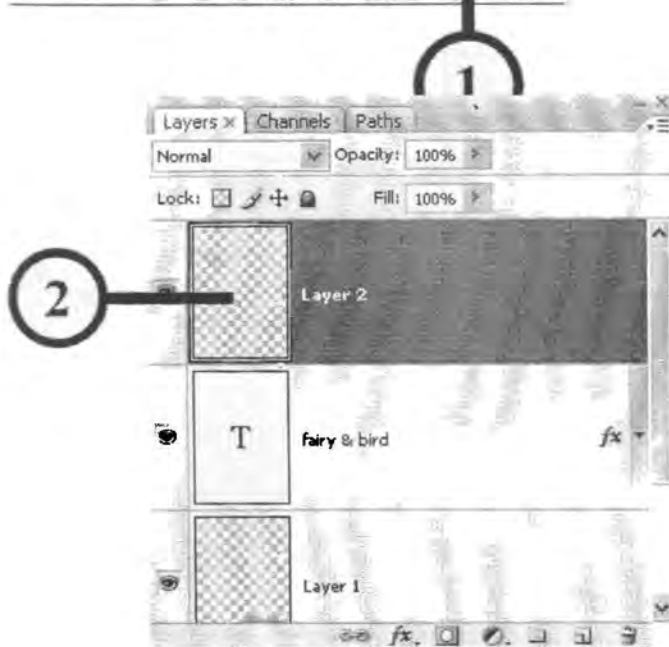 1
Layers × Channels Paths
Normal Opacity: 100%
Lock: Fill: 100%
2
Layer 2
T fairy & bird fx
Layer 1
fx.